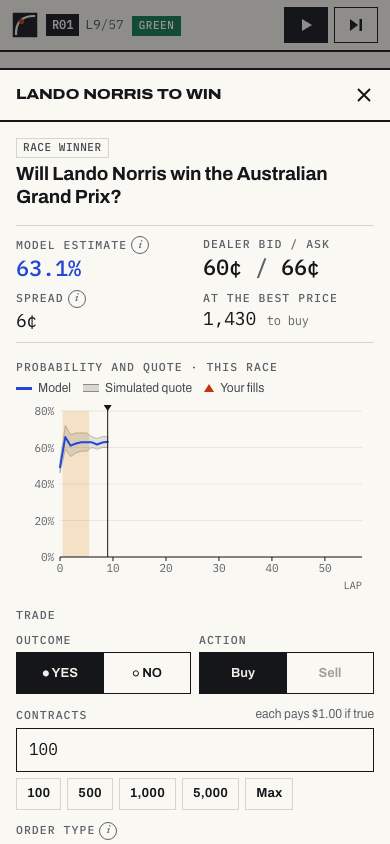 R01 L9/57 GREEN
LANDO NORRIS TO WIN
RACE WINNER
Will Lando Norris win the Australian
Grand Prix?
MODEL ESTIMATE i
DEALER BID / ASK
63.1%
60¢ / 66¢
SPREAD i
AT THE BEST PRICE
6¢
1,430 to buy
PROBABILITY AND QUOTE · THIS RACE
Model Simulated quote Your fills
80%
60%
40%
20%
0%
0 10 20 30 40 50
LAP
TRADE
OUTCOME
ACTION
YES NO
Buy Sell
CONTRACTS each pays $1.00 if true
100
100 500 1,000 5,000 Max
ORDER TYPE i